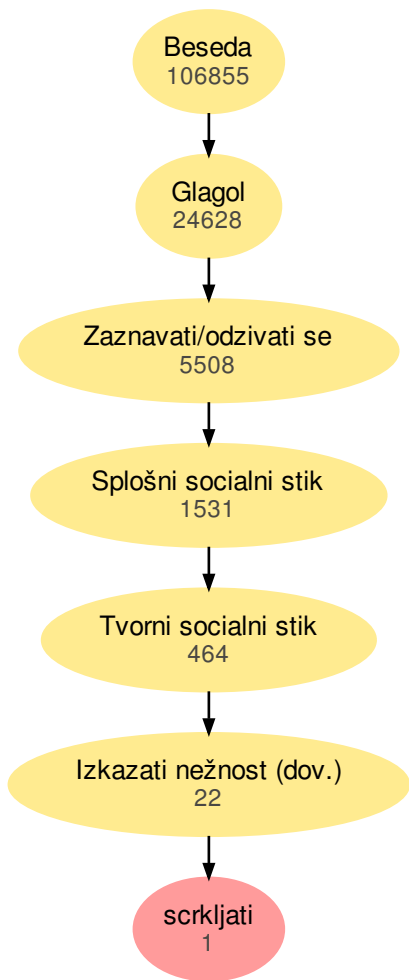 Beseda
106855
Glagol
24628
Zaznavati/odzivati se
5508
Splošni socialni stik
1531
Tvorni socialni stik
464
Izkazati nežnost (dov.)
22
scrkljati
1